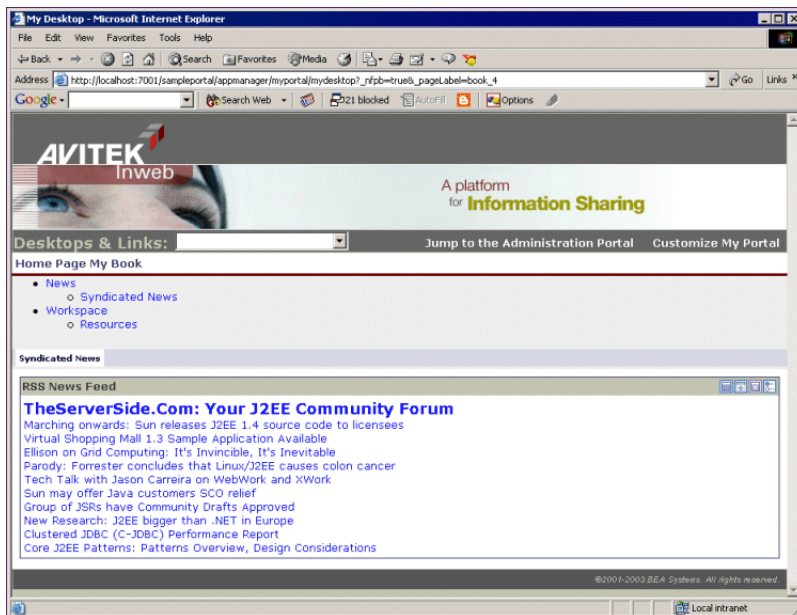 My Desktop - Microsoft Internet Explorer
File Edit View Favorites Tools Help
Back Search Favorites Media
Address http://localhost:7001/sampleportal/appmanager/myportal/mydesktop?_nfpb=true&_pageLabel=book_4 Go Links
Google Search Web 21 blocked AutoFill Options
AVITEK
Inweb
A platform
for Information Sharing
Desktops & Links: Jump to the Administration Portal Customize My Portal
Home Page My Book
News
Syndicated News
Workspace
Resources
Syndicated News
RSS News Feed
TheServerSide.Com: Your J2EE Community Forum
Marching onwards: Sun releases J2EE 1.4 source code to licensees
Virtual Shopping Mall 1.3 Sample Application Available
Ellison on Grid Computing: It's Invincible, It's Inevitable
Parody: Forrester concludes that Linux/J2EE causes colon cancer
Tech Talk with Jason Carreira on WebWork and XWork
Sun may offer Java customers SCO relief
Group of JSRs have Community Drafts Approved
New Research: J2EE bigger than .NET in Europe
Clustered JDBC (C-JDBC) Performance Report
Core J2EE Patterns: Patterns Overview, Design Considerations
©2001-2003 BEA Systems. All rights reserved.
Local intranet